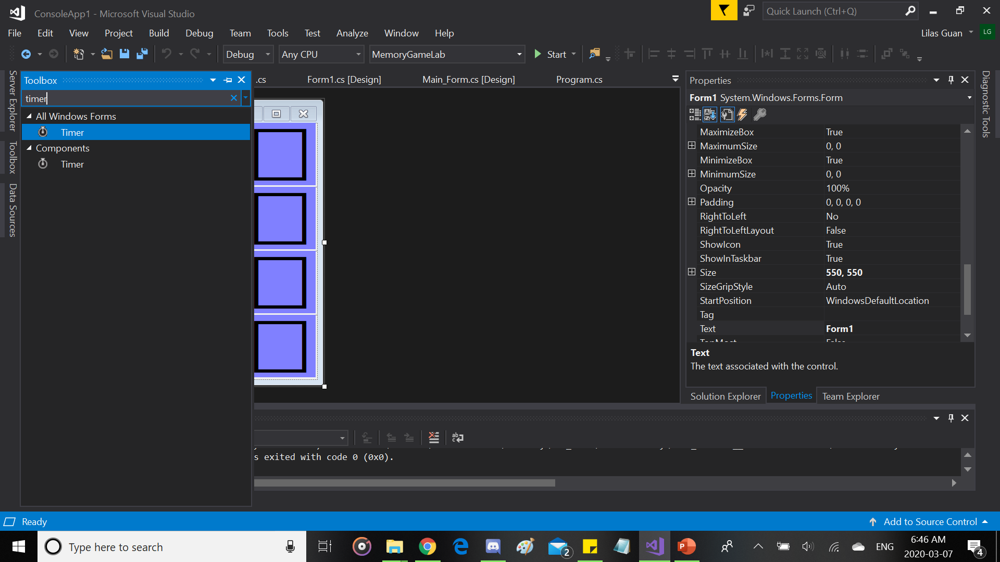 ConsoleApp1 - Microsoft Visual Studio
Quick Launch (Ctrl+Q)
File Edit View Project Build Debug Team Tools Test Analyze Window Help
Lilas Guan LG
Debug Any CPU MemoryGameLab Start
Server Explorer
Toolbox
Data Sources
Toolbox
timer
All Windows Forms
Timer
Components
Timer
.cs Form1.cs [Design] Main_Form.cs [Design] Program.cs
Properties
Form1 System.Windows.Forms.Form
MaximizeBox True
MaximumSize 0, 0
MinimizeBox True
MinimumSize 0, 0
Opacity 100%
Padding 0, 0, 0, 0
RightToLeft No
RightToLeftLayout False
ShowIcon True
ShowInTaskbar True
Size 550, 550
SizeGripStyle Auto
StartPosition WindowsDefaultLocation
Tag
Text Form1
TopMost False
Text
The text associated with the control.
Solution Explorer Properties Team Explorer
Diagnostic Tools
s exited with code 0 (0x0).
Ready
Add to Source Control
Type here to search
2
ENG
6:46 AM
2020-03-07
4